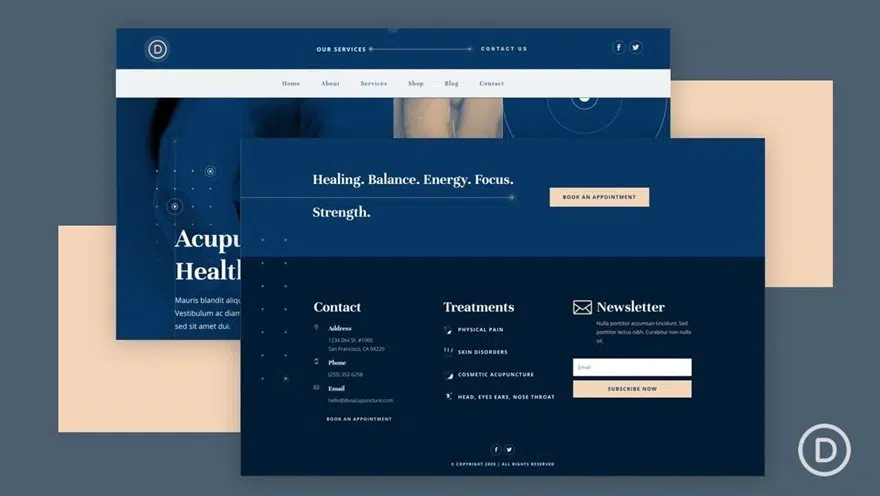 D
OUR SERVICES
CONTACT US
Home About Services Shop Blog Contact
Acupu
Health
Mauris blandit aliqu
Vestibulum ac diam
sed sit amet dui.
Healing. Balance. Energy. Focus.
Strength.
BOOK AN APPOINTMENT
Contact
Address
1234 Divi St. #1000
San Francisco, CA 94220
Phone
(255) 352-6258
Email
hello@diviacupuncture.com
BOOK AN APPOINTMENT
Treatments
PHYSICAL PAIN
SKIN DISORDERS
COSMETIC ACUPUNCTURE
HEAD, EYES EARS, NOSE THROAT
Newsletter
Nulla porttitor accumsan tincidunt. Sed
porttitor lectus nibh. Curabitur non nulla
sit.
Email
SUBSCRIBE NOW
© COPYRIGHT 2020 | ALL RIGHTS RESERVED
D